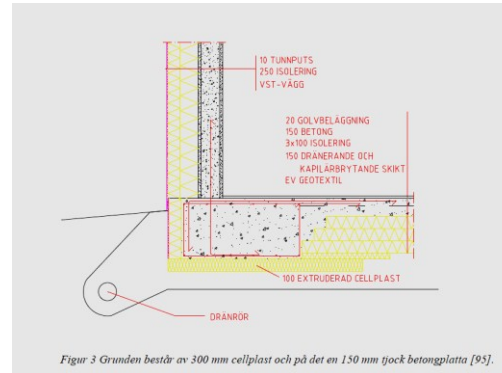 10 TUNNPUTS
250 ISOLERING
VST-VÄGG
20 GOLVBELÄGGNING
150 BETONG
3x100 ISOLERING
150 DRÄNERANDE OCH
KAPILÄRBRYTANDE SKIKT
EV GEOTEXTIL
100 EXTRUDERAD CELLPLAST
DRÄNRÖR
Figur 3 Grunden består av 300 mm cellplast och på det en 150 mm tjock betongplatta [95].